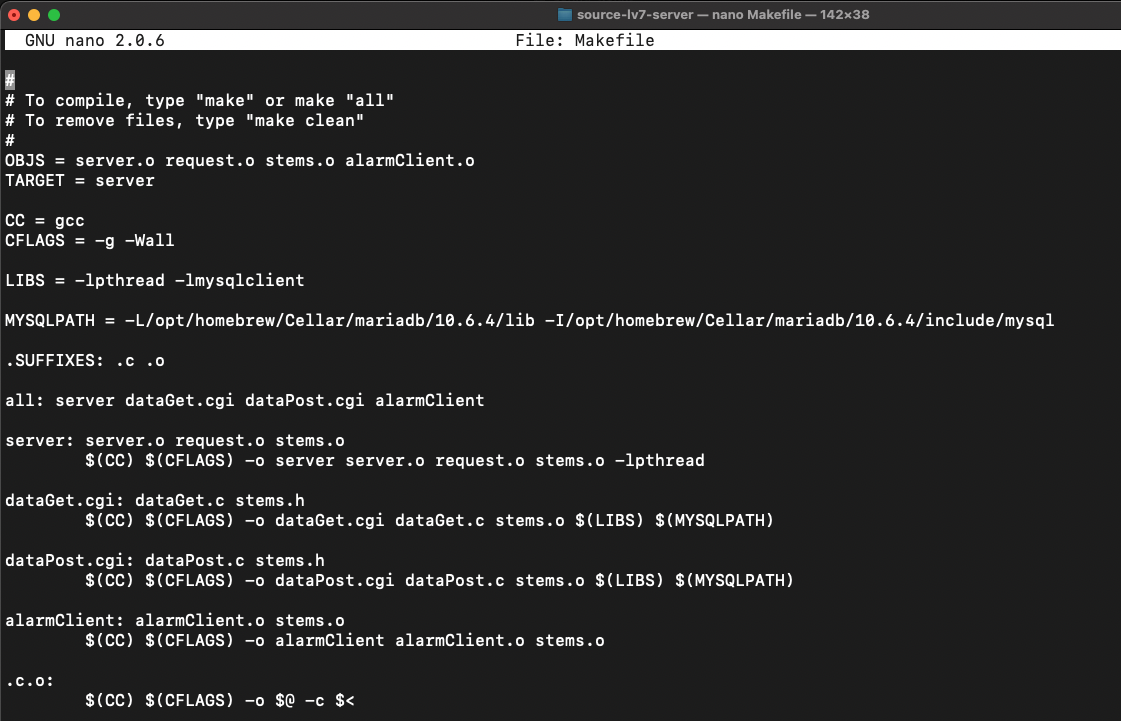 source-lv7-server — nano Makefile — 142×38
GNU nano 2.0.6 File: Makefile
#
# To compile, type "make" or make "all"
# To remove files, type "make clean"
#
OBJS = server.o request.o stems.o alarmClient.o
TARGET = server
CC = gcc
CFLAGS = -g -Wall
LIBS = -lpthread -lmysqlclient
MYSQLPATH = -L/opt/homebrew/Cellar/mariadb/10.6.4/lib -I/opt/homebrew/Cellar/mariadb/10.6.4/include/mysql
.SUFFIXES: .c .o
all: server dataGet.cgi dataPost.cgi alarmClient
server: server.o request.o stems.o
$(CC) $(CFLAGS) -o server server.o request.o stems.o -lpthread
dataGet.cgi: dataGet.c stems.h
$(CC) $(CFLAGS) -o dataGet.cgi dataGet.c stems.o $(LIBS) $(MYSQLPATH)
dataPost.cgi: dataPost.c stems.h
$(CC) $(CFLAGS) -o dataPost.cgi dataPost.c stems.o $(LIBS) $(MYSQLPATH)
alarmClient: alarmClient.o stems.o
$(CC) $(CFLAGS) -o alarmClient alarmClient.o stems.o
.c.o:
$(CC) $(CFLAGS) -o $@ -c $<